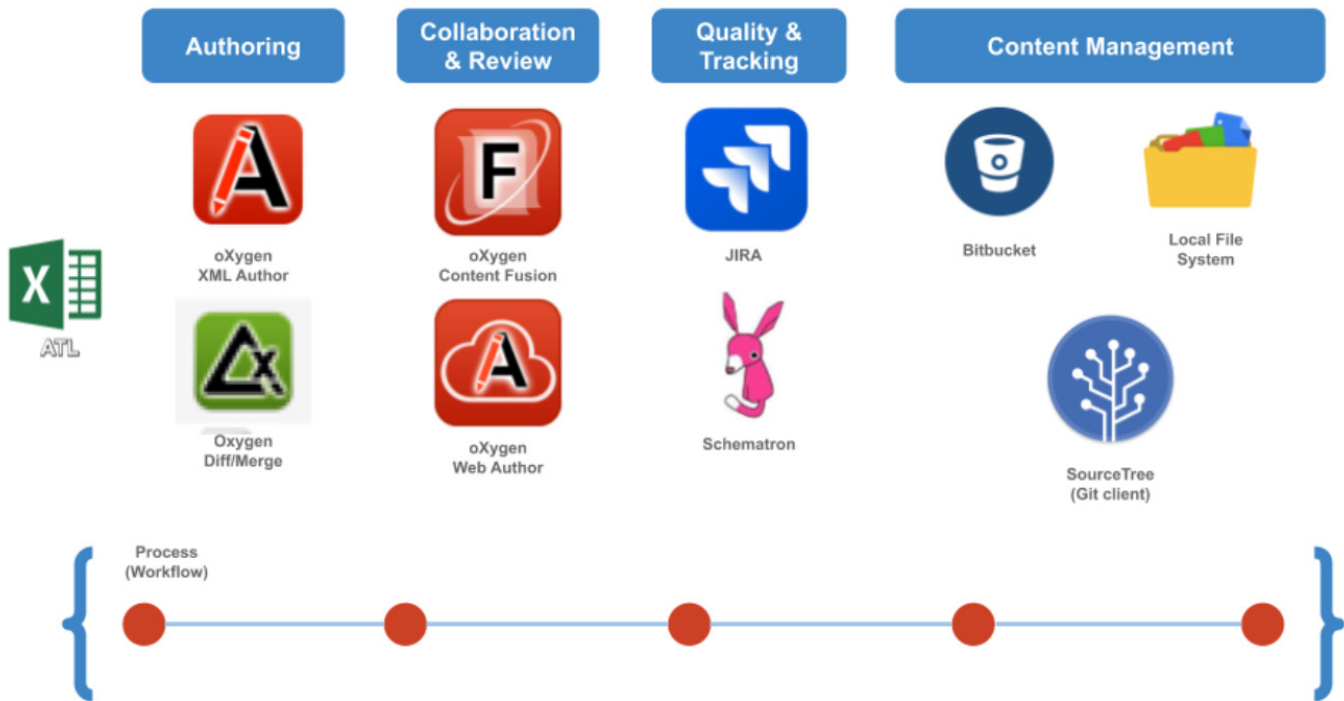 Authoring
Collaboration
& Review
Quality &
Tracking
Content Management
A
F
oXygen
XML Author
oXygen
Content Fusion
JIRA
Bitbucket
Local File
System
X
ATL
X
A
Oxygen
Diff/Merge
oXygen
Web Author
Schematron
SourceTree
(Git client)
Process
(Workflow)